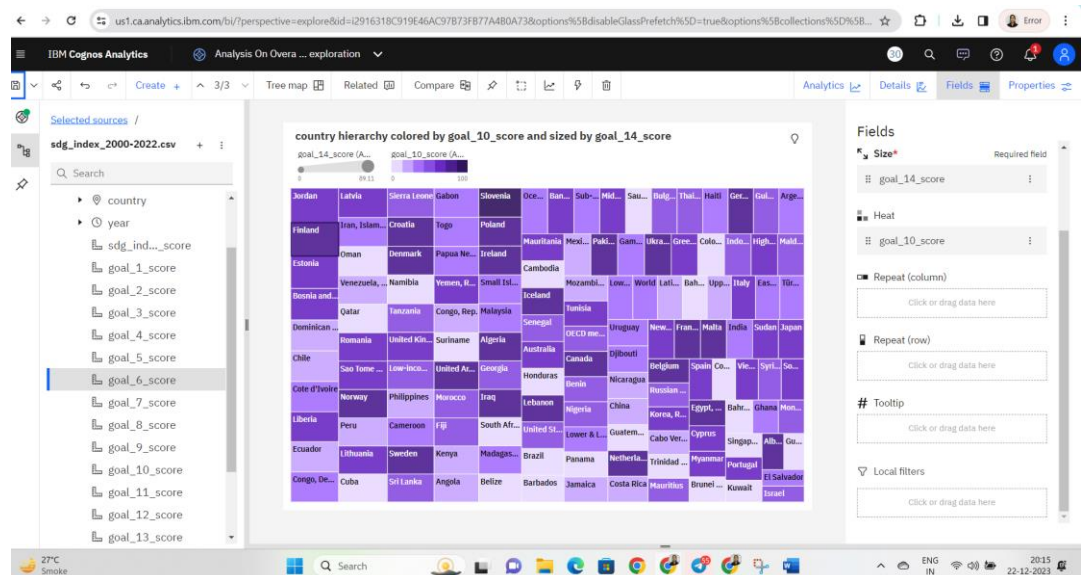 us1.ca.analytics.ibm.com/bi/?perspective=explore&id=i2916318C919E46AC97B73FB77A4B0A73&options%5BdisableGlassPrefetch%5D=true&options%5Bcollections%5D%5B... Error
IBM Cognos Analytics Analysis On Overa ... exploration 30
Create + 3/3 Tree map Related Compare Analytics Details Fields Properties
Selected sources /
sdg_index_2000-2022.csv
Search
country
year
sdg_ind..._score
goal_1_score
goal_2_score
goal_3_score
goal_4_score
goal_5_score
goal_6_score
goal_7_score
goal_8_score
goal_9_score
goal_10_score
goal_11_score
goal_12_score
goal_13_score
country hierarchy colored by goal_10_score and sized by goal_14_score
goal_14_score (A... goal_10_score (A...
0 89.11 0 100
Jordan Latvia Sierra Leone Gabon Slovenia Oce... Ban... Sub-... Mid... Sau... Bulg... Thai... Haiti Ger... Gui... Arge...
Finland Iran, Islam... Croatia Togo Poland
Mauritania Mexi... Paki... Gam... Ukra... Gree... Colo... Indo... High... Mald...
Estonia Oman Denmark Papua Ne... Ireland
Cambodia
Bosnia and... Venezuela, ... Namibia Yemen, R... Small Isl... Mozambi... Low... World Lati... Bah... Upp... Italy Eas... Tür...
Iceland
Qatar Tanzania Congo, Rep. Malaysia Tunisia
Dominican ... Senegal Uruguay New... Fran... Malta India Sudan Japan
Romania United Kin... Suriname Algeria OECD me...
Chile Australia Djibouti
Sao Tome ... Low-inco... United Ar... Georgia Canada Belgium Spain Co... Vie... Syri... So...
Honduras Nicaragua
Cote d'Ivoire Norway Philippines Morocco Iraq Benin Russian ...
Lebanon China Egypt, ... Bahr... Ghana Mon...
Liberia Peru Cameroon Fiji South Afr... Nigeria Korea, R...
United St... Lower & L... Guatem... Cabo Ver... Cyprus Singap... Alb... Gu...
Ecuador Lithuania Sweden Kenya Madagas... Brazil Panama Netherla... Trinidad ... Myanmar Portugal
El Salvador
Congo, De... Cuba Sri Lanka Angola Belize Barbados Jamaica Costa Rica Mauritius Brunei ... Kuwait Israel
Fields
Size* Required field
goal_14_score
Heat
goal_10_score
Repeat (column)
Click or drag data here
Repeat (row)
Click or drag data here
Tooltip
Click or drag data here
Local filters
Click or drag data here
27°C
Smoke
Search
ENG
IN
20:15
22-12-2023